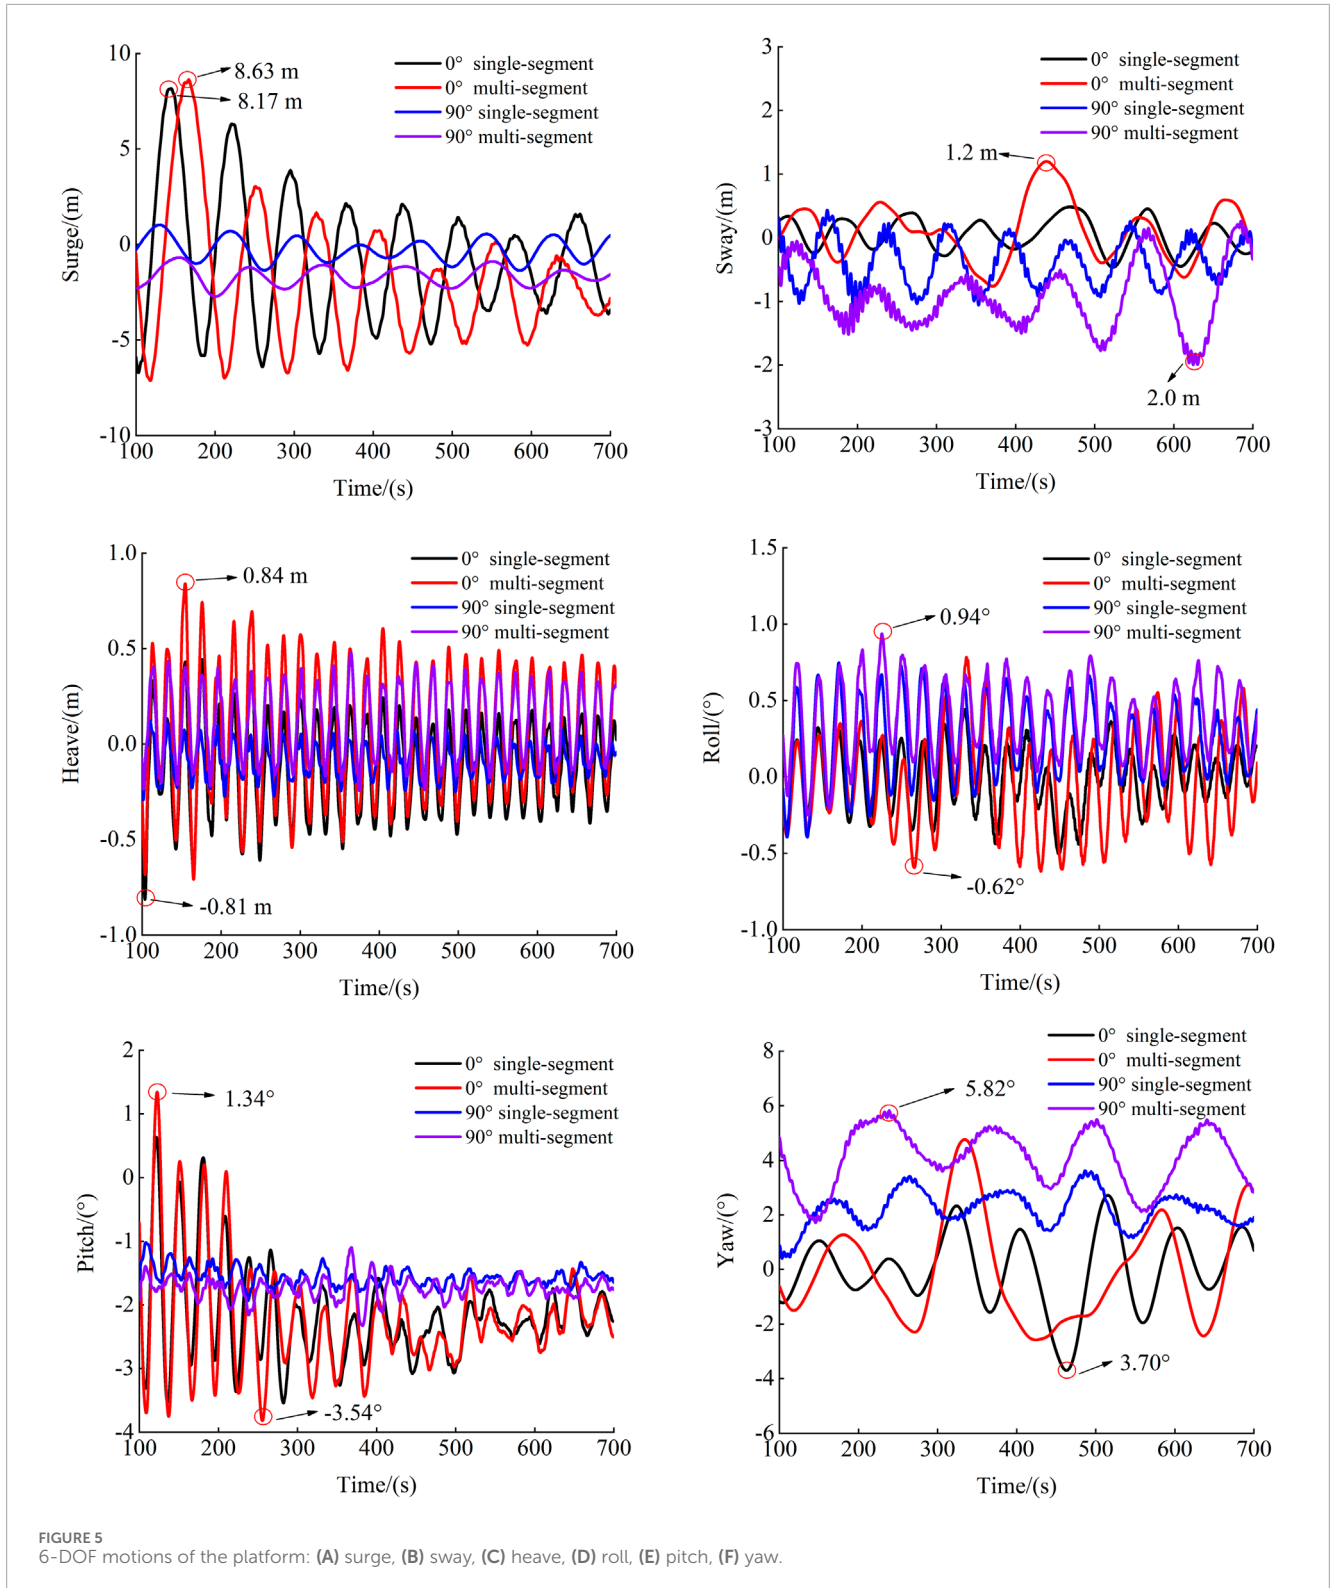 10
5
0
-5
-10
Surge/(m)
8.63 m
8.17 m
0° single-segment
0° multi-segment
90° single-segment
90° multi-segment
100 200 300 400 500 600 700
Time/(s)
3
2
1
0
-1
-2
-3
Sway/(m)
0° single-segment
0° multi-segment
90° single-segment
90° multi-segment
1.2 m
2.0 m
100 200 300 400 500 600 700
Time/(s)
1.0
0.5
0.0
-0.5
-1.0
Heave/(m)
0° single-segment
0° multi-segment
90° single-segment
90° multi-segment
0.84 m
-0.81 m
100 200 300 400 500 600 700
Time/(s)
1.5
1.0
0.5
0.0
-0.5
-1.0
Roll/(°)
0° single-segment
0° multi-segment
90° single-segment
90° multi-segment
0.94°
-0.62°
100 200 300 400 500 600 700
Time/(s)
2
1
0
-1
-2
-3
-4
Pitch/(°)
0° single-segment
0° multi-segment
90° single-segment
90° multi-segment
1.34°
-3.54°
100 200 300 400 500 600 700
Time/(s)
8
6
4
2
0
-2
-4
-6
Yaw/(°)
0° single-segment
0° multi-segment
90° single-segment
90° multi-segment
5.82°
3.70°
100 200 300 400 500 600 700
Time/(s)
FIGURE 5
6-DOF motions of the platform: (A) surge, (B) sway, (C) heave, (D) roll, (E) pitch, (F) yaw.